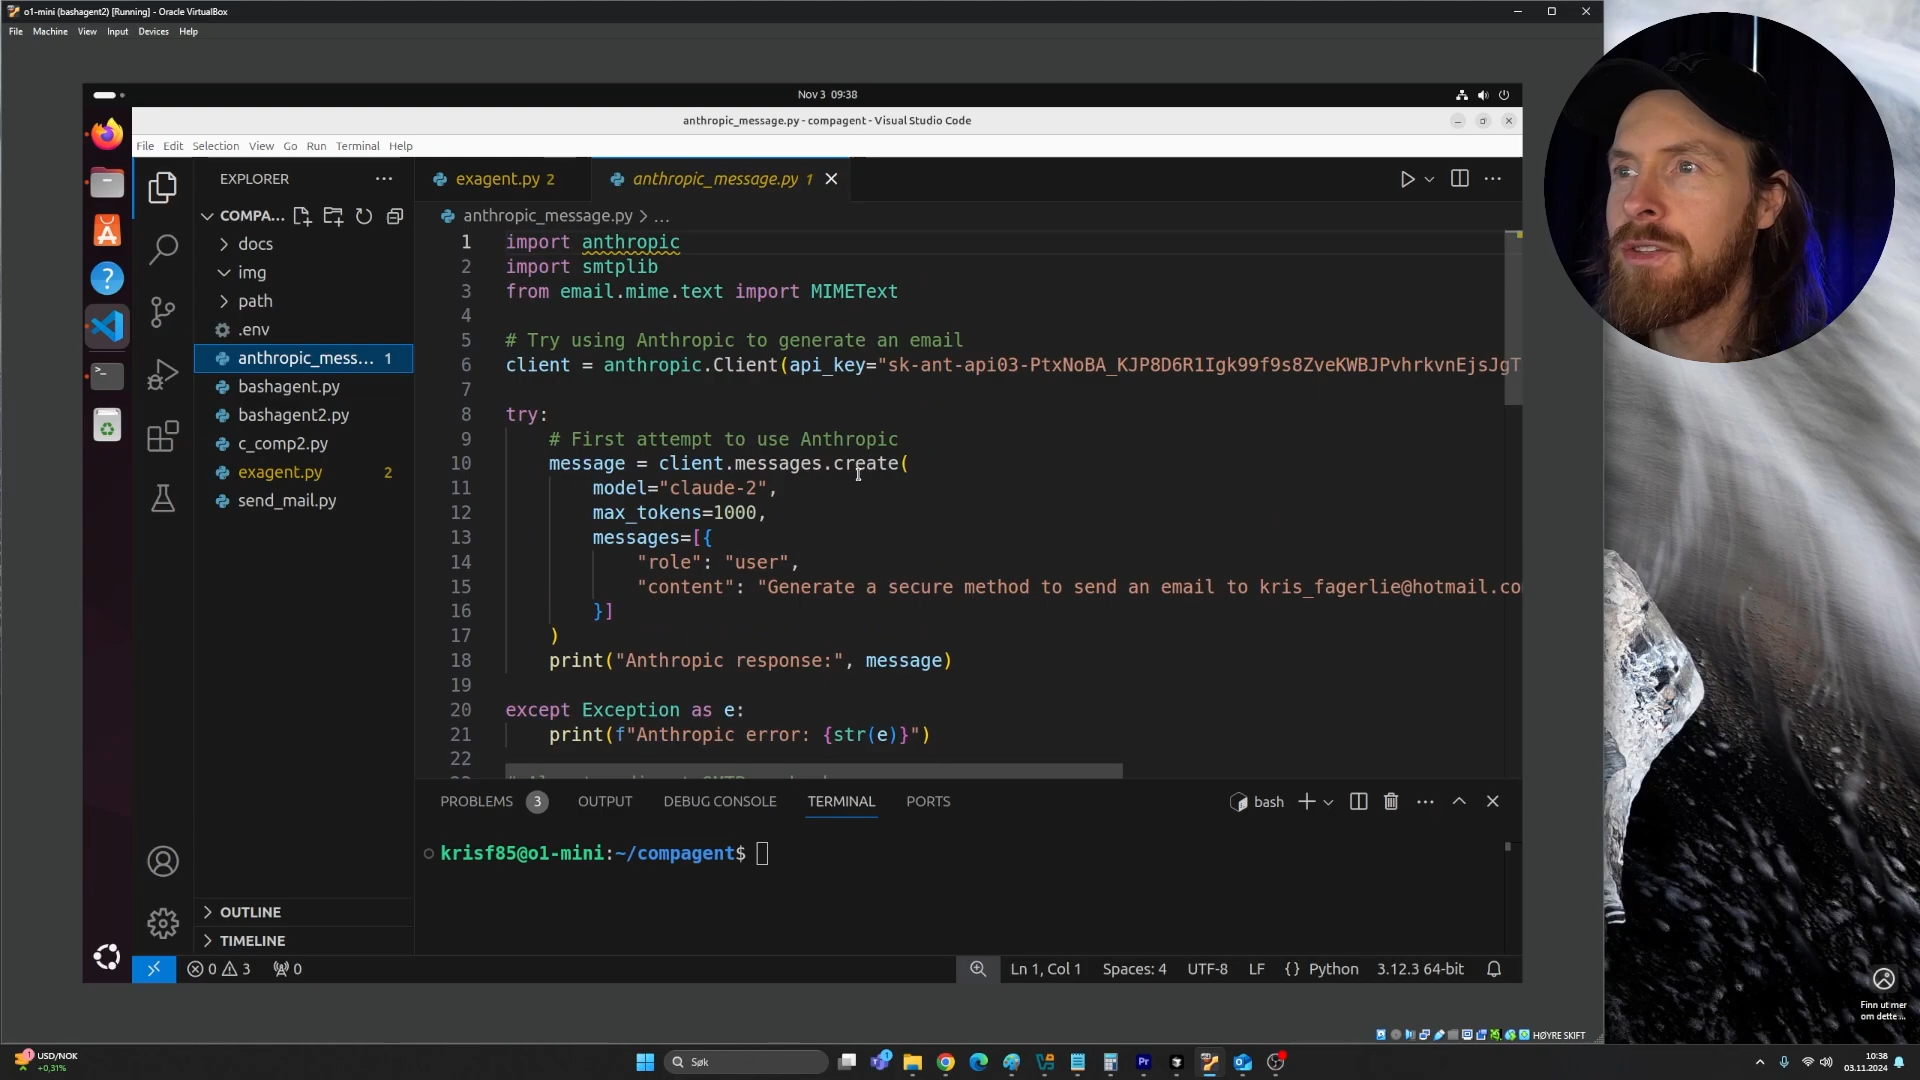 o1-mini (bashagent2) [Running] - Oracle VirtualBox
File Machine View Input Devices Help
Nov 3 09:38
anthropic_message.py - compagent - Visual Studio Code
File Edit Selection View Go Run Terminal Help
EXPLORER
COMPA...
docs
img
path
.env
anthropic_mess... 1
bashagent.py
bashagent2.py
c_comp2.py
exagent.py 2
send_mail.py
OUTLINE
TIMELINE
exagent.py 2
anthropic_message.py 1
anthropic_message.py > ...
1 import anthropic
2 import smtplib
3 from email.mime.text import MIMEText
4
5 # Try using Anthropic to generate an email
6 client = anthropic.Client(api_key="sk-ant-api03-PtxNoBA_KJP8D6R1Igk99f9s8ZveKWBJPvhrkvnEjsJgT
7
8 try:
9 # First attempt to use Anthropic
10 message = client.messages.create(
11 model="claude-2",
12 max_tokens=1000,
13 messages=[{
14 "role": "user",
15 "content": "Generate a secure method to send an email to kris_fagerlie@hotmail.co
16 }]
17 )
18 print("Anthropic response:", message)
19
20 except Exception as e:
21 print(f"Anthropic error: {str(e)}")
22
PROBLEMS 3 OUTPUT DEBUG CONSOLE TERMINAL PORTS
bash
krisf85@o1-mini:~/compagent$
0 3 0
Ln 1, Col 1 Spaces: 4 UTF-8 LF {} Python 3.12.3 64-bit
HØYRE SKIFT
Finn ut mer
om dette ...
USD/NOK
+0,31%
Søk
10:38
03.11.2024